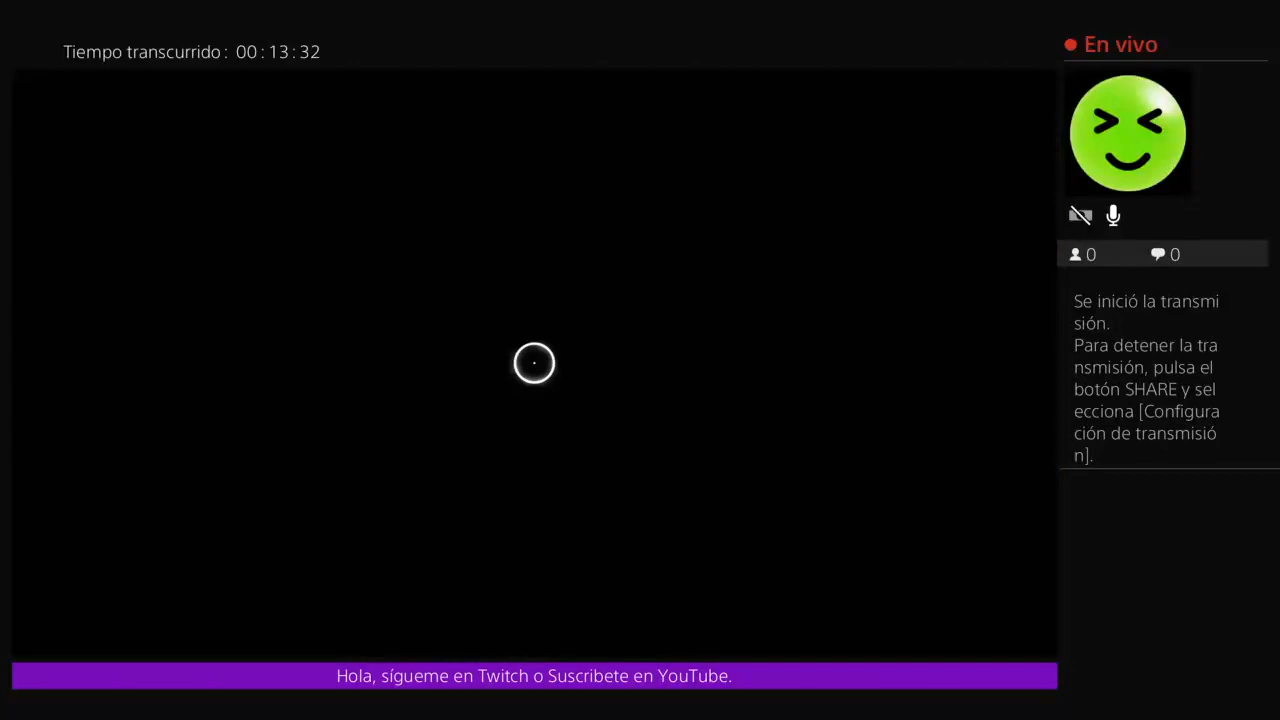 Tiempo transcurrido: 00:13:32
En vivo
0 0
Se inició la transmi
sión.
Para detener la tra
nsmisión, pulsa el
botón SHARE y sel
ecciona [Configura
ción de transmisió
n].
Hola, sígueme en Twitch o Suscribete en YouTube.